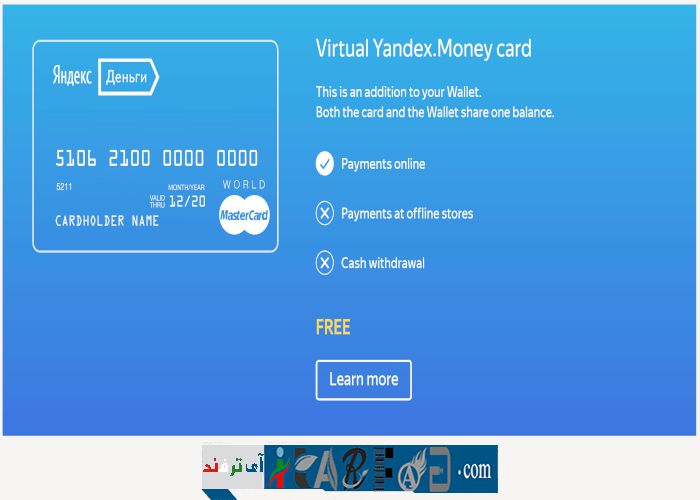 Virtual Yandex.Money card
This is an addition to your Wallet.
Both the card and the Wallet share one balance.
Payments online
Payments at offline stores
Cash withdrawal
FREE
Learn more
Яндекс Деньги
5106 2100 0000 0000
5211
MONTH/YEAR
VALID THRU 12/20
WORLD
MasterCard
CARDHOLDER NAME
آی ترفند
.com